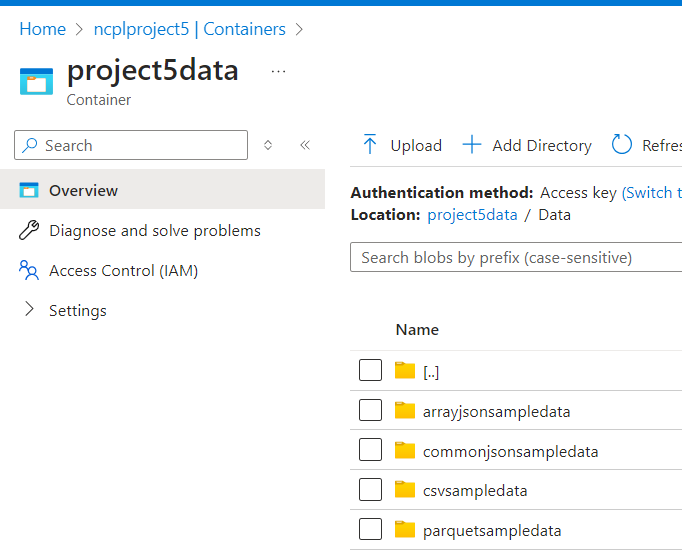 Home > ncplproject5 | Containers >
project5data ...
Container
Search
Overview
Diagnose and solve problems
Access Control (IAM)
Settings
Upload Add Directory Refres
Authentication method: Access key (Switch t
Location: project5data / Data
Search blobs by prefix (case-sensitive)
Name
[..]
arrayjsonsampledata
commonjsonsampledata
csvsampledata
parquetsampledata